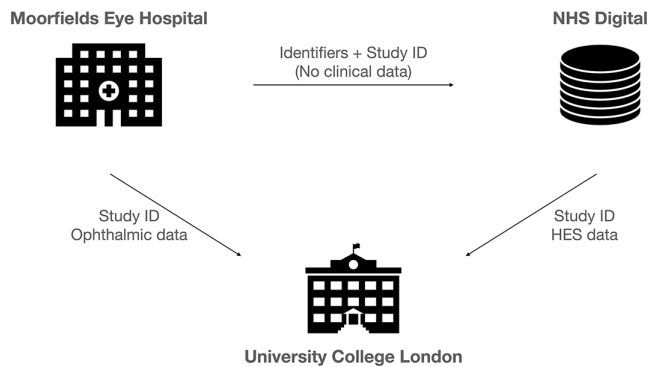 Moorfields Eye Hospital
NHS Digital
Identifiers + Study ID
(No clinical data)
Study ID
Ophthalmic data
Study ID
HES data
University College London